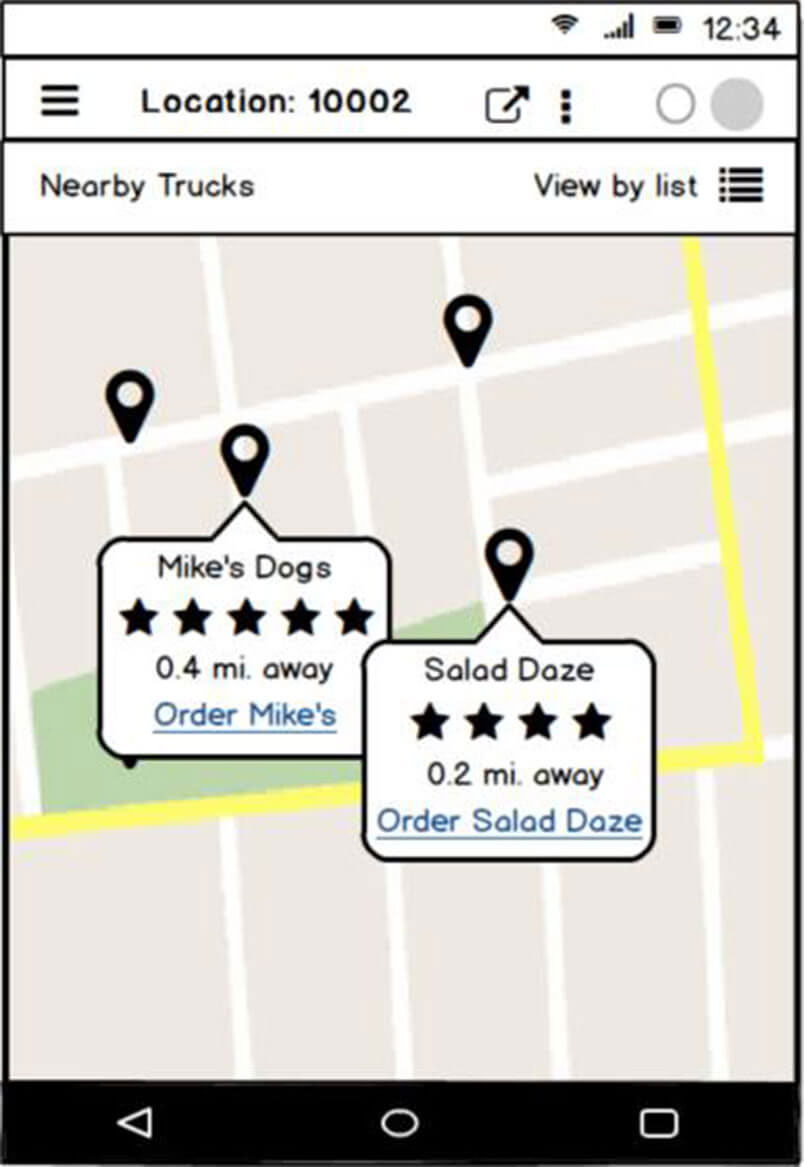 12:34
Location: 10002
Nearby Trucks
View by list
Mike's Dogs
0.4 mi. away
Order Mike's
Salad Daze
0.2 mi. away
Order Salad Daze